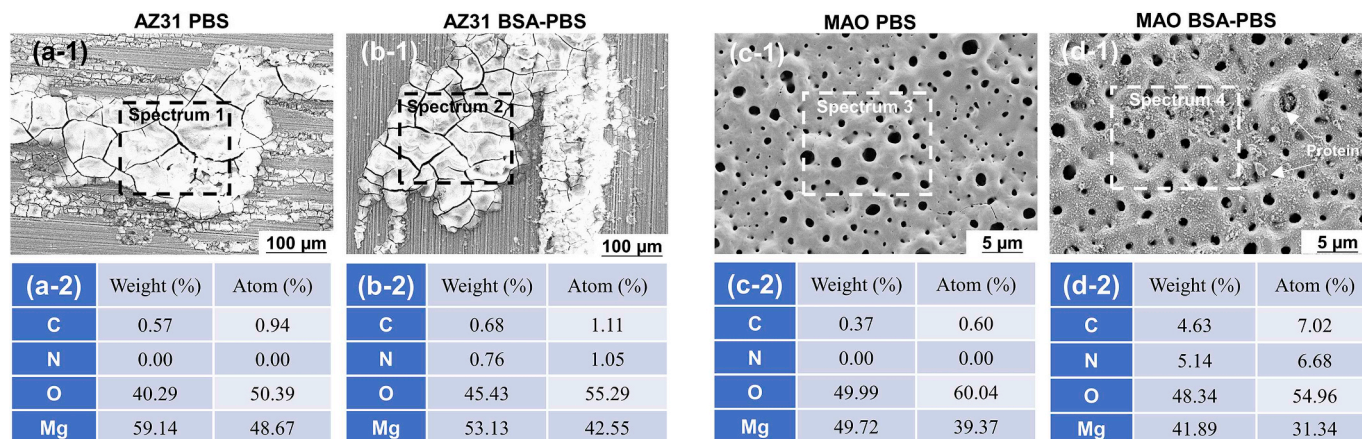 AZ31 PBS
AZ31 BSA-PBS
MAO PBS
MAO BSA-PBS
(a-1)
Spectrum 1
100 μm
(b-1)
Spectrum 2
100 μm
(c-1)
Spectrum 3
5 μm
(d-1)
Spectrum 4
Protein
5 μm
(a-2) Weight (%) Atom (%)
C 0.57 0.94
N 0.00 0.00
O 40.29 50.39
Mg 59.14 48.67
(b-2) Weight (%) Atom (%)
C 0.68 1.11
N 0.76 1.05
O 45.43 55.29
Mg 53.13 42.55
(c-2) Weight (%) Atom (%)
C 0.37 0.60
N 0.00 0.00
O 49.99 60.04
Mg 49.72 39.37
(d-2) Weight (%) Atom (%)
C 4.63 7.02
N 5.14 6.68
O 48.34 54.96
Mg 41.89 31.34